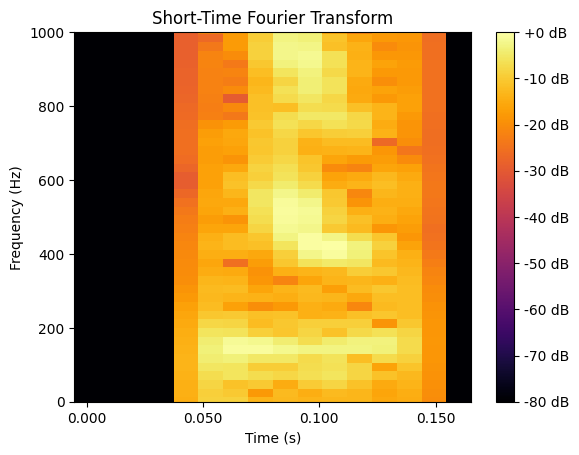 Short-Time Fourier Transform
Frequency (Hz)
1000
800
600
400
200
0
0.000
0.050
0.100
0.150
Time (s)
+0 dB
-10 dB
-20 dB
-30 dB
-40 dB
-50 dB
-60 dB
-70 dB
-80 dB